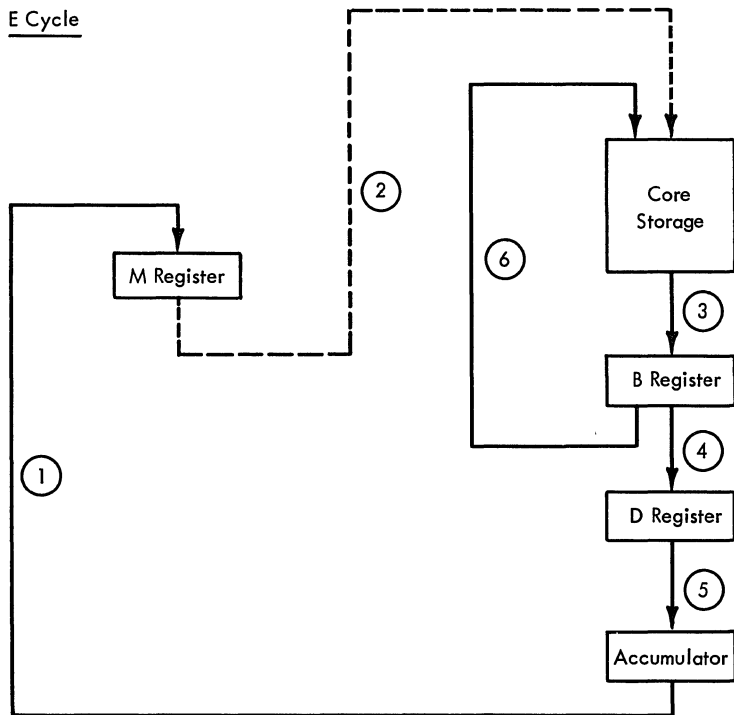 E Cycle
2
Core
Storage
6
M Register
3
B Register
1
4
D Register
5
Accumulator